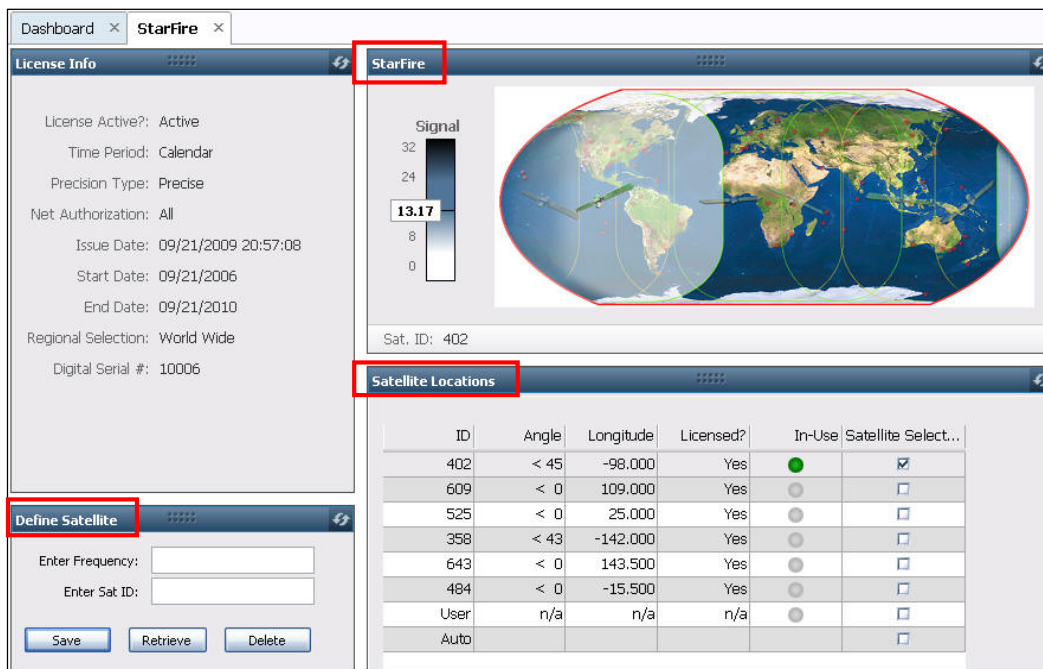 Dashboard × StarFire ×
License Info
License Active?: Active
Time Period: Calendar
Precision Type: Precise
Net Authorization: All
Issue Date: 09/21/2009 20:57:08
Start Date: 09/21/2006
End Date: 09/21/2010
Regional Selection: World Wide
Digital Serial #: 10006
Define Satellite
Enter Frequency:
Enter Sat ID:
Save Retrieve Delete
StarFire
Signal
32
24
13.17
8
0
Sat. ID: 402
Satellite Locations
ID Angle Longitude Licensed? In-Use Satellite Select...
402 < 45 -98.000 Yes
609 < 0 109.000 Yes
525 < 0 25.000 Yes
358 < 43 -142.000 Yes
643 < 0 143.500 Yes
484 < 0 -15.500 Yes
User n/a n/a n/a
Auto